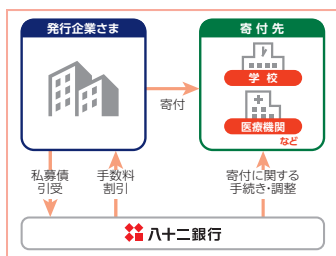 発行企業さま
寄付先
学校
医療機関
など
寄付
私募債
引受
手数料
割引
寄付に関する
手続き・調整
八十二銀行